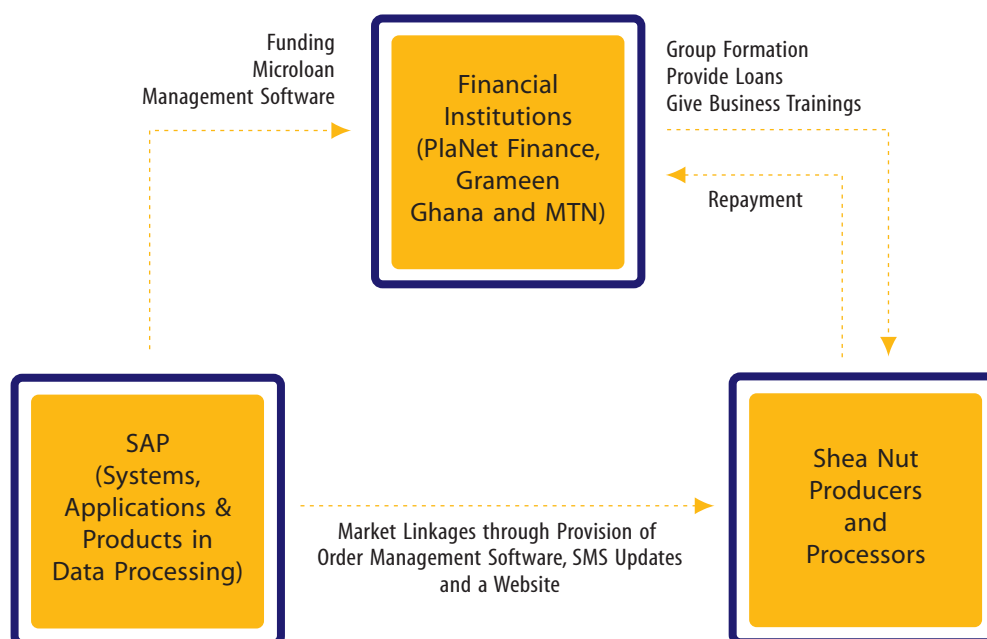 Funding
Microloan
Management Software
Financial
Institutions
(PlaNet Finance,
Grameen
Ghana and MTN)
Group Formation
Provide Loans
Give Business Trainings
Repayment
SAP
(Systems,
Applications &
Products in
Data Processing)
Market Linkages through Provision of
Order Management Software, SMS Updates
and a Website
Shea Nut
Producers
and
Processors